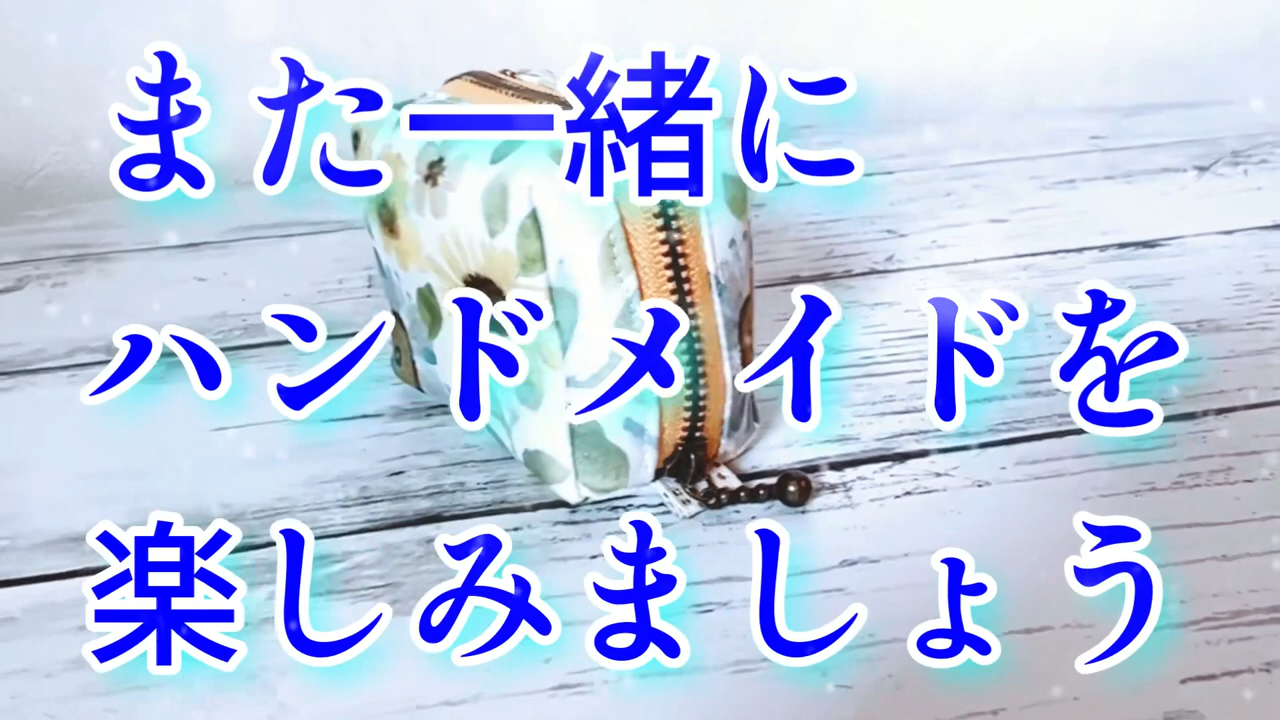 また一緒に
ハンドメイドを
楽しみましょう